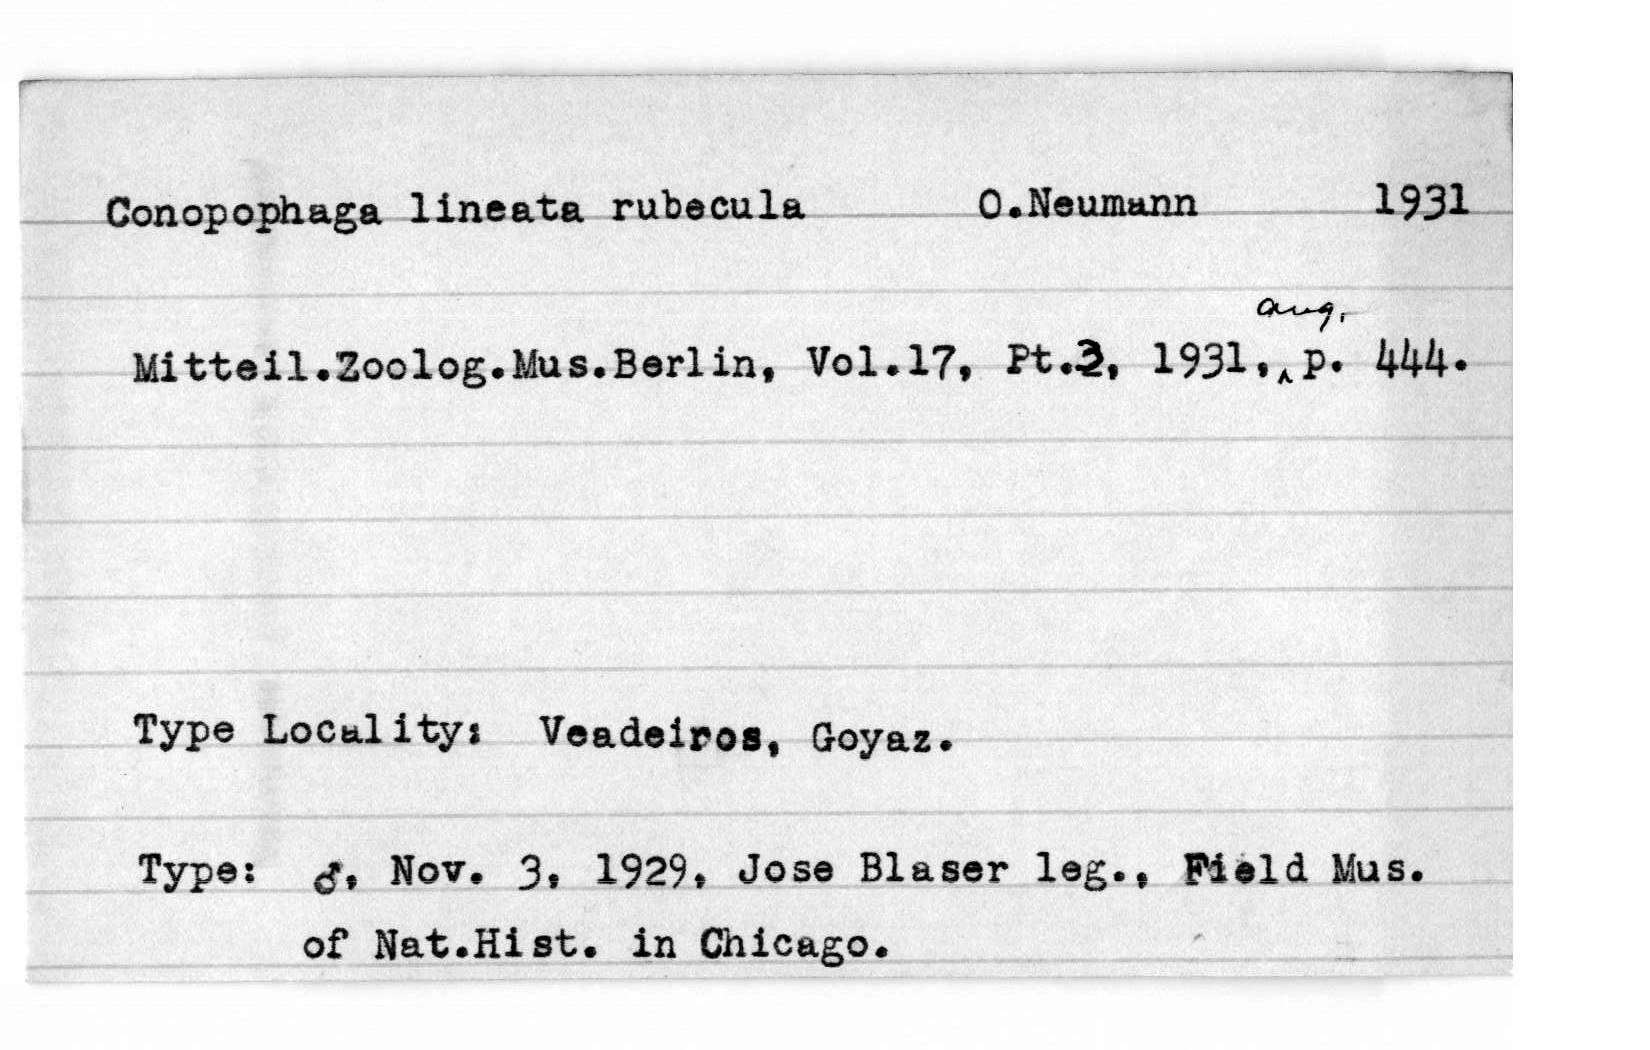 Conopophaga lineata rubecula O.Neumann 1931
Mitteil.Zoolog.Mus.Berlin, Vol.17, Pt.3, 1931, Aug, p. 444.
Type Locality: Veadeiros, Goyaz.
Type: ♂, Nov. 3, 1929, Jose Blaser leg., Field Mus.
of Nat.Hist. in Chicago.